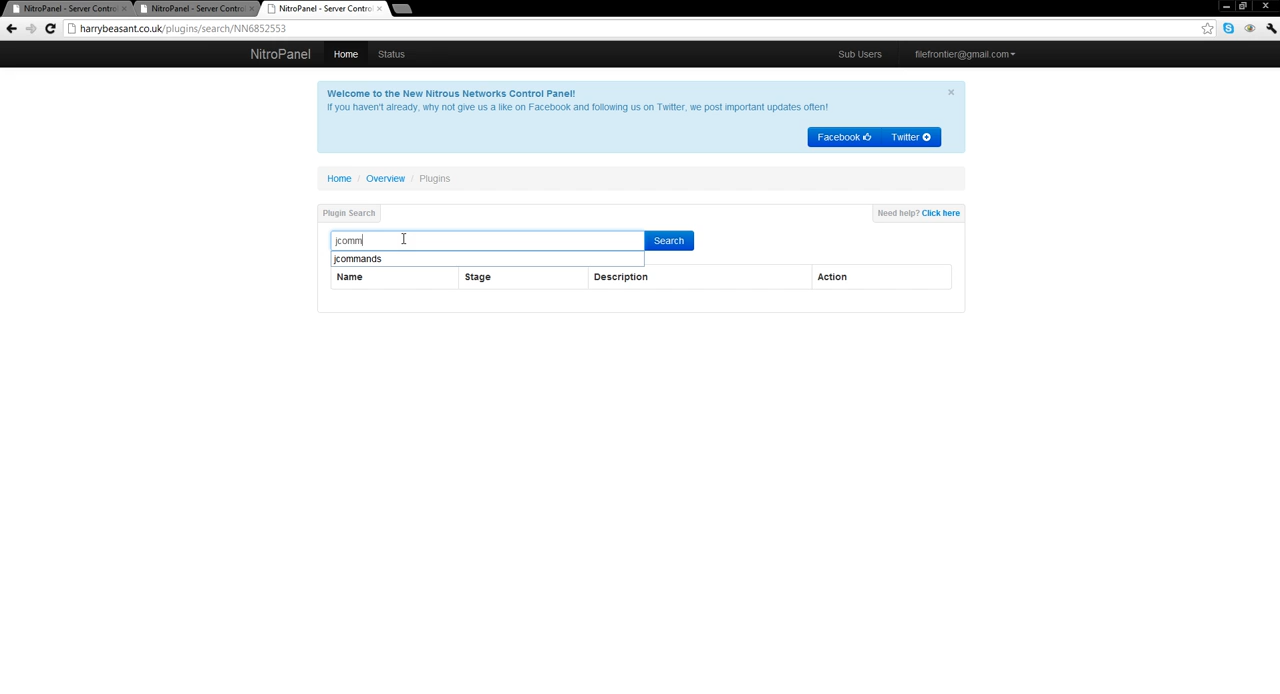 NitroPanel - Server Control NitroPanel - Server Control NitroPanel - Server Control
harrybeasant.co.uk/plugins/search/NN6852553
NitroPanel Home Status Sub Users filefrontier@gmail.com
Welcome to the New Nitrous Networks Control Panel!
If you haven't already, why not give us a like on Facebook and following us on Twitter, we post important updates often!
Facebook Twitter
Home / Overview / Plugins
Plugin Search Need help? Click here
jcomm Search
jcommands
Name Stage Description Action